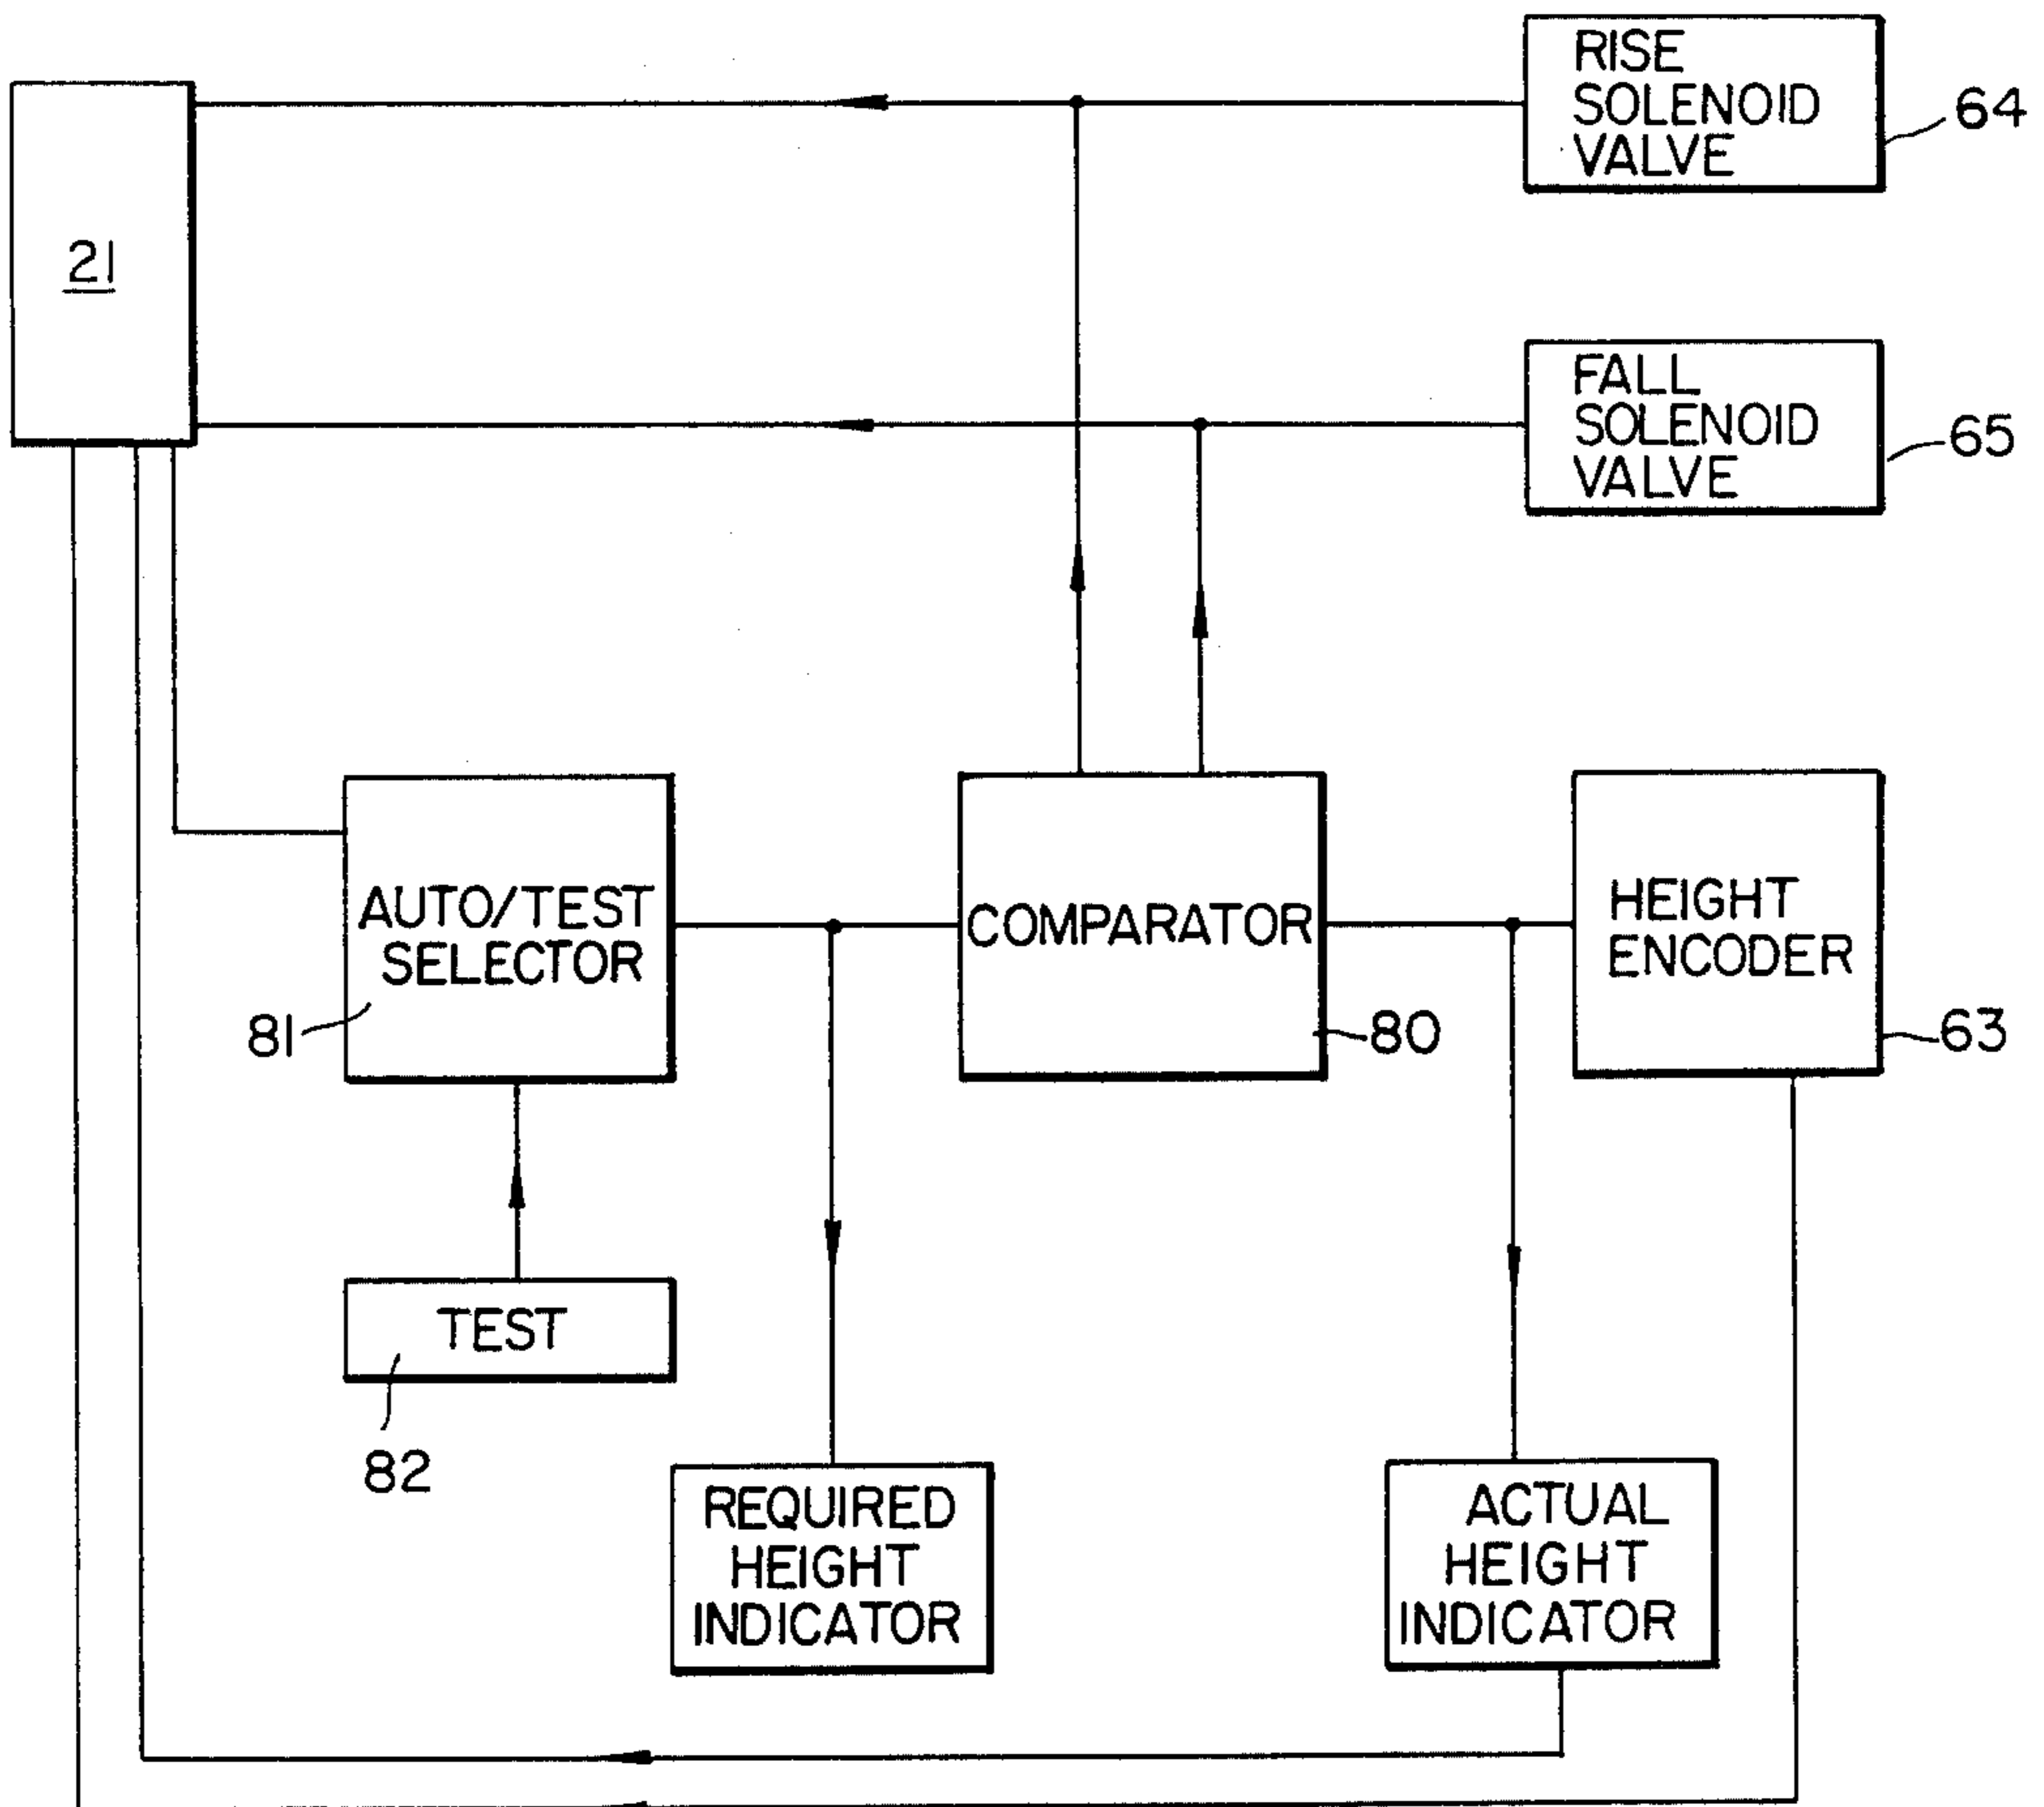 RISE
SOLENOID
VALVE
64
21
FALL
SOLENOID
VALVE
65
AUTO/TEST
SELECTOR
81
COMPARATOR
80
HEIGHT
ENCODER
63
TEST
82
REQUIRED
HEIGHT
INDICATOR
ACTUAL
HEIGHT
INDICATOR